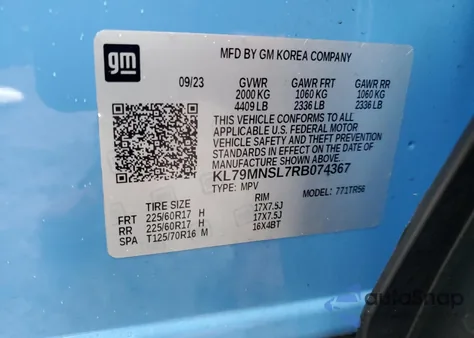 gm
MFD BY GM KOREA COMPANY
09/23 GVWR GAWR FRT GAWR RR
2000 KG 1060 KG 1060 KG
4409 LB 2336 LB 2336 LB
THIS VEHICLE CONFORMS TO ALL
APPLICABLE U.S. FEDERAL MOTOR
VEHICLE SAFETY AND THEFT PREVENTION
STANDARDS IN EFFECT ON THE DATE OF
MANUFACTURE SHOWN ABOVE.
KL79MNSL7RB074367
TYPE: MPV MODEL: 771TR56
TIRE SIZE RIM
FRT 225/60R17 H 17X7.5J
RR 225/60R17 H 17X7.5J
SPA T125/70R16 M 16X4BT
autoSnap